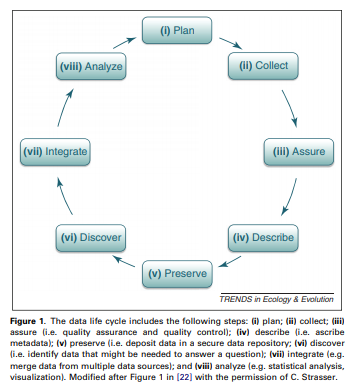 (i) Plan
(viii) Analyze
(ii) Collect
(vii) Integrate
(iii) Assure
(vi) Discover
(iv) Describe
(v) Preserve
TRENDS in Ecology & Evolution
Figure 1. The data life cycle includes the following steps: (i) plan; (ii) collect; (iii)
assure (i.e. quality assurance and quality control); (iv) describe (i.e. ascribe
metadata); (v) preserve (i.e. deposit data in a secure data repository; (vi) discover
(i.e. identify data that might be needed to answer a question); (vii) integrate (e.g.
merge data from multiple data sources); and (viii) analyze (e.g. statistical analysis,
visualization). Modified after Figure 1 in [22] with the permission of C. Strasser.